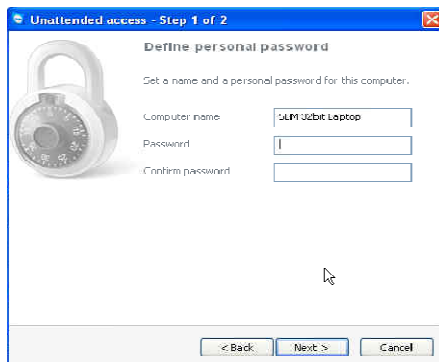 Unattended access - Step 1 of 2
Define personal password
Set a name and a personal password for this computer.
Computer name
32bit Laptop
Password
Confirm password
< Back
Next >
Cancel